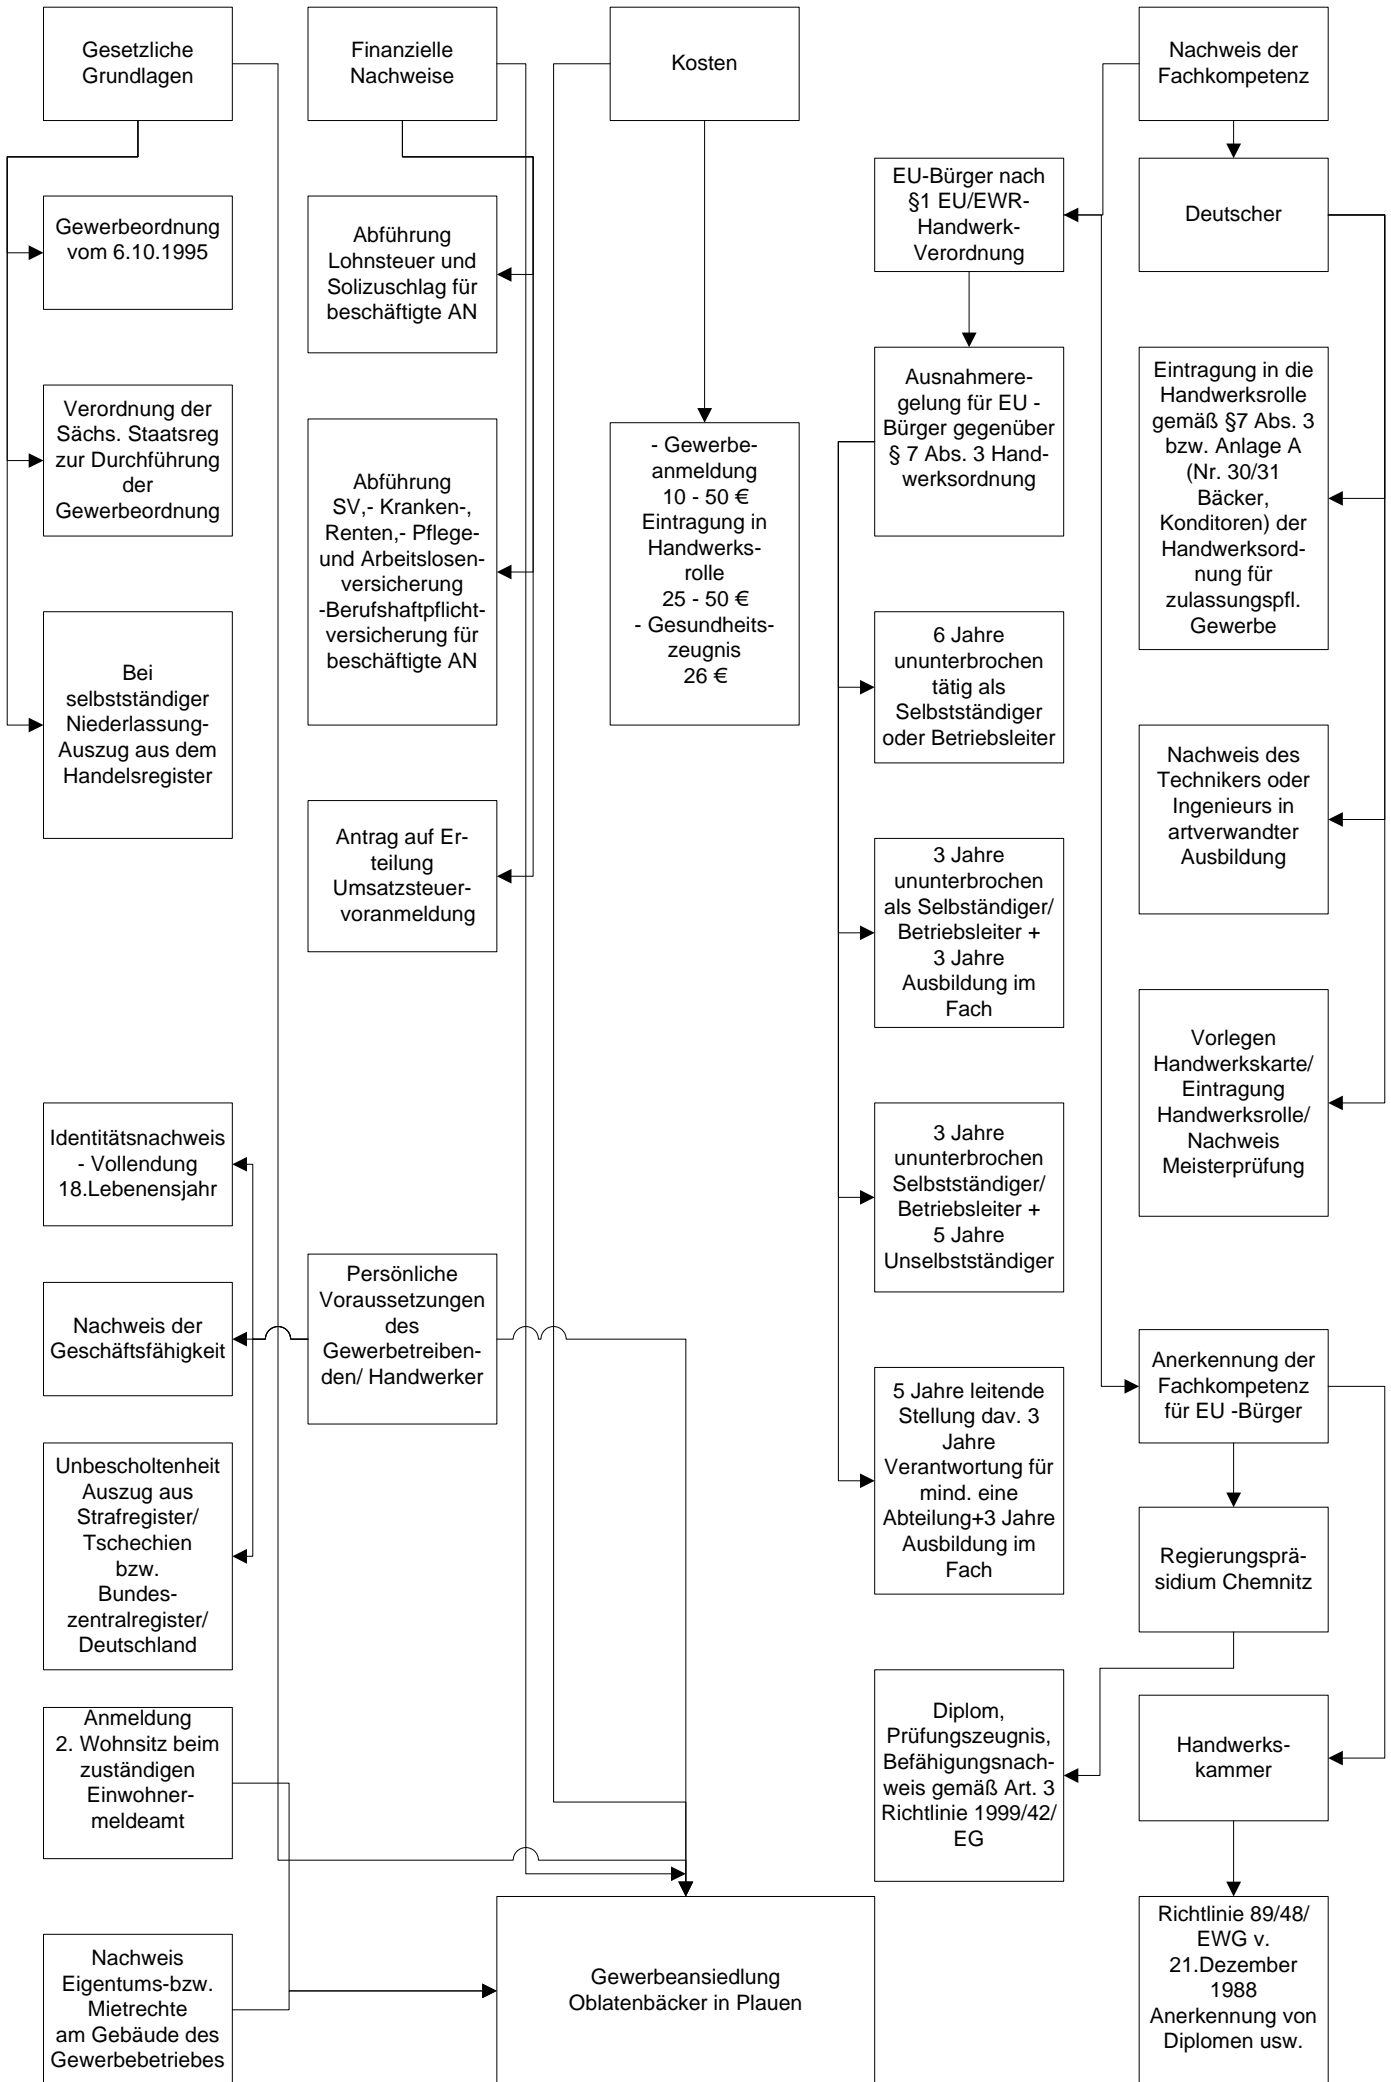 Gesetzliche
Grundlagen
Finanzielle
Nachweise
Kosten
Nachweis der
Fachkompetenz
Gewerbeordnung
vom 6.10.1995
Verordnung der
Sächs. Staatsreg
zur Durchführung
der
Gewerbeordnung
Bei
selbstständiger
Niederlassung-
Auszug aus dem
Handelsregister
Abführung
Lohnsteuer und
Solizuschlag für
beschäftigte AN
Abführung
SV,- Kranken-,
Renten,- Pflege-
und Arbeitslosen-
versicherung
-Berufshaftpflicht-
versicherung für
beschäftigte AN
Antrag auf Er-
teilung
Umsatzsteuer-
voranmeldung
- Gewerbe-
anmeldung
10 - 50 €
Eintragung in
Handwerks-
rolle
25 - 50 €
- Gesundheits-
zeugnis
26 €
EU-Bürger nach
§1 EU/EWR-
Handwerk-
Verordnung
Ausnahmere-
gelung für EU -
Bürger gegenüber
§ 7 Abs. 3 Hand-
werksordnung
6 Jahre
ununterbrochen
tätig als
Selbstständiger
oder Betriebsleiter
3 Jahre
ununterbrochen
als Selbständiger/
Betriebsleiter +
3 Jahre
Ausbildung im
Fach
3 Jahre
ununterbrochen
Selbstständiger/
Betriebsleiter +
5 Jahre
Unselbstständiger
5 Jahre leitende
Stellung dav. 3
Jahre
Verantwortung für
mind. eine
Abteilung+3 Jahre
Ausbildung im
Fach
Deutscher
Eintragung in die
Handwerksrolle
gemäß §7 Abs. 3
bzw. Anlage A
(Nr. 30/31
Bäcker,
Konditoren) der
Handwerksord-
nung für
zulassungspfl.
Gewerbe
Nachweis des
Technikers oder
Ingenieurs in
artverwandter
Ausbildung
Vorlegen
Handwerkskarte/
Eintragung
Handwerksrolle/
Nachweis
Meisterprüfung
Identitätsnachweis
- Vollendung
18.Lebenensjahr
Nachweis der
Geschäftsfähigkeit
Persönliche
Voraussetzungen
des
Gewerbetreiben-
den/ Handwerker
Unbescholtenheit
Auszug aus
Strafregister/
Tschechien
bzw.
Bundes-
zentralregister/
Deutschland
Anmeldung
2. Wohnsitz beim
zuständigen
Einwohner-
meldeamt
Nachweis
Eigentums-bzw.
Mietrechte
am Gebäude des
Gewerbebetriebes
Gewerbeansiedlung
Oblatenbäcker in Plauen
Anerkennung der
Fachkompetenz
für EU -Bürger
Regierungsprä-
sidium Chemnitz
Diplom,
Prüfungszeugnis,
Befähigungsnach-
weis gemäß Art. 3
Richtlinie 1999/42/
EG
Handwerks-
kammer
Richtlinie 89/48/
EWG v.
21.Dezember
1988
Anerkennung von
Diplomen usw.